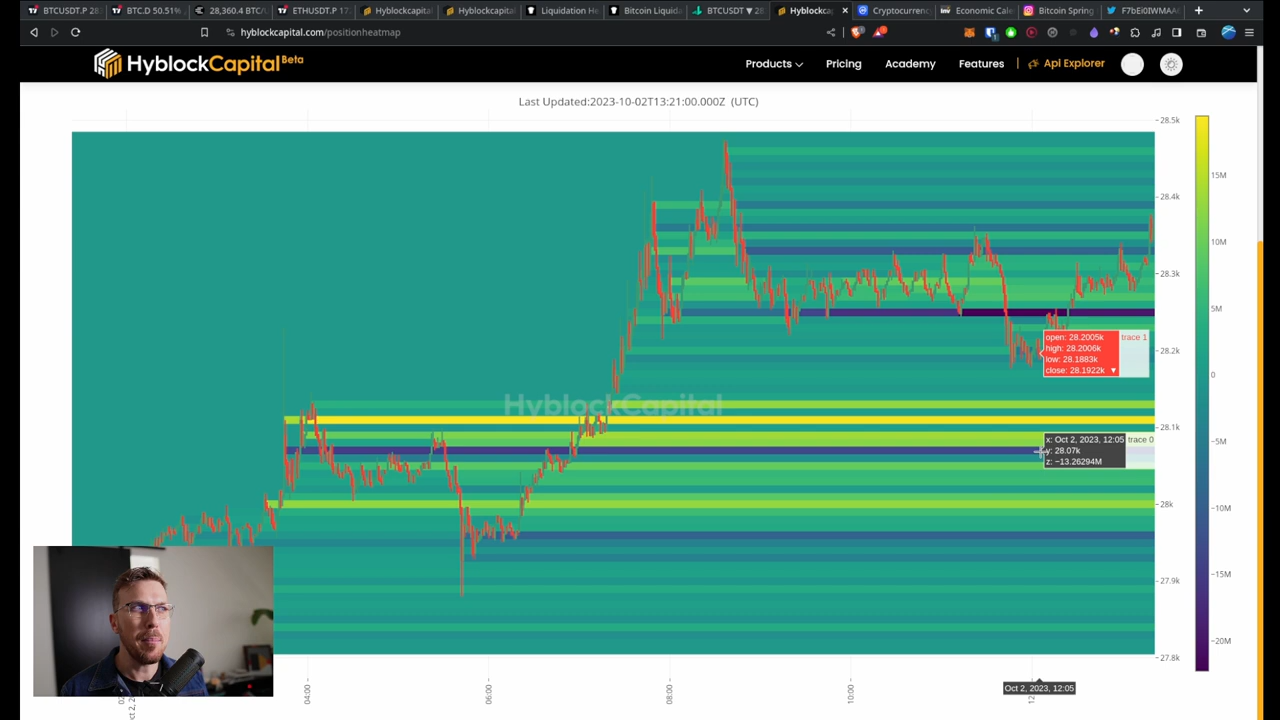 BTCUSDT.P 28
BTC.D 50.51%
28,360.4 BTC/U
ETHUSDT.P 17
Hyblockcapital
Hyblockcapital
Liquidation He
Bitcoin Liquid
BTCUSDT ▼ 28
Hyblockcap
Cryptocurrenc
Economic Cale
Bitcoin Spring
F7bEi0IWMAA
hyblockcapital.com/positionheatmap
HyblockCapital Beta
Products
Pricing
Academy
Features
Api Explorer
Last Updated:2023-10-02T13:21:00.000Z (UTC)
28.5k
28.4k
28.3k
28.2k
28.1k
28k
27.9k
27.8k
15M
10M
5M
0
−5M
−10M
−15M
−20M
HyblockCapital
open: 28.2005k
high: 28.2006k
low: 28.1883k
close: 28.1922k ▼
trace 1
x: Oct 2, 2023, 12:05
y: 28.07k
z: −13.26294M
trace 0
04:00
06:00
08:00
10:00
Oct 2, 2023, 12:05